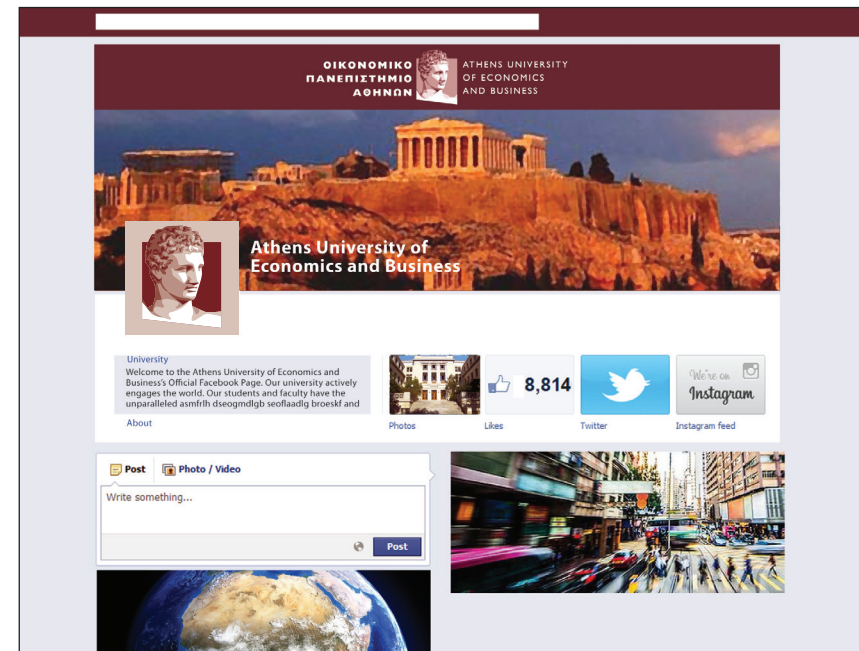 ΟΙΚΟΝΟΜΙΚΟ
ΠΑΝΕΠΙΣΤΗΜΙΟ
ΑΘΗΝΩΝ
ATHENS UNIVERSITY
OF ECONOMICS
AND BUSINESS
Athens University of
Economics and Business
University
Welcome to the Athens University of Economics and
Business's Official Facebook Page. Our university actively
engages the world. Our students and faculty have the
unparalleled asmfrlh dseogmdlgb seoflaadlg broeskf and
About
8,814
We're on
Instagram
Photos
Likes
Twitter
Instagram feed
Post
Photo / Video
Write something...
Post